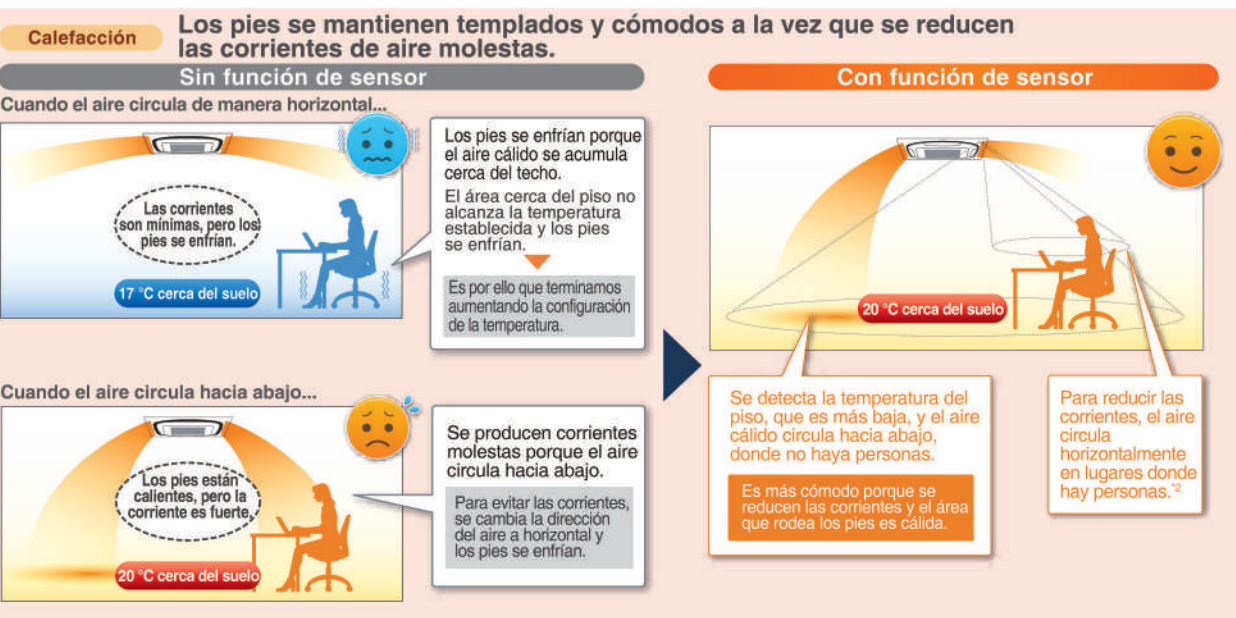 Calefacción
Los pies se mantienen templados y cómodos a la vez que se reducen
las corrientes de aire molestas.
Sin función de sensor
Cuando el aire circula de manera horizontal...
Las corrientes
son mínimas, pero los
pies se enfrían.
17 °C cerca del suelo
Los pies se enfrían porque
el aire cálido se acumula
cerca del techo.
El área cerca del piso no
alcanza la temperatura
establecida y los pies
se enfrían.
Es por ello que terminamos
aumentando la configuración
de la temperatura.
Cuando el aire circula hacia abajo...
Los pies están
calientes, pero la
corriente es fuerte.
20 °C cerca del suelo
Se producen corrientes
molestas porque el aire
circula hacia abajo.
Para evitar las corrientes,
se cambia la dirección
del aire a horizontal y
los pies se enfrían.
Con función de sensor
20 °C cerca del suelo
Se detecta la temperatura del
piso, que es más baja, y el aire
cálido circula hacia abajo,
donde no haya personas.
Es más cómodo porque se
reducen las corrientes y el área
que rodea los pies es cálida.
Para reducir las
corrientes, el aire
circula
horizontalmente
en lugares donde
hay personas.*2